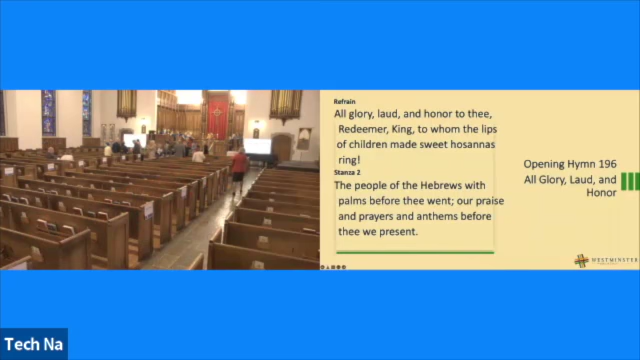 Refrain
All glory, laud, and honor to thee,
Redeemer, King, to whom the lips
of children made sweet hosannas
ring!
Stanza 2
The people of the Hebrews with
palms before thee went; our praise
and prayers and anthems before
thee we present.
Opening Hymn 196
All Glory, Laud, and
Honor
WESTMINSTER
Tech Na